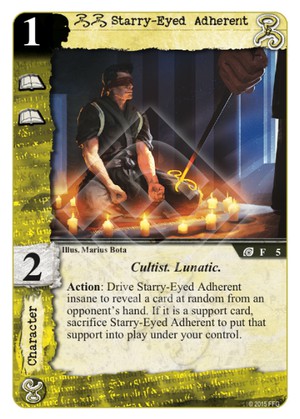 1
Starry-Eyed Adherent
Illus. Marius Bota
F 5
2
Cultist. Lunatic.
Action: Drive Starry-Eyed Adherent
insane to reveal a card at random from an
opponent's hand. If it is a support card,
sacrifice Starry-Eyed Adherent to put that
support into play under your control.
Character
© 2015 FFG